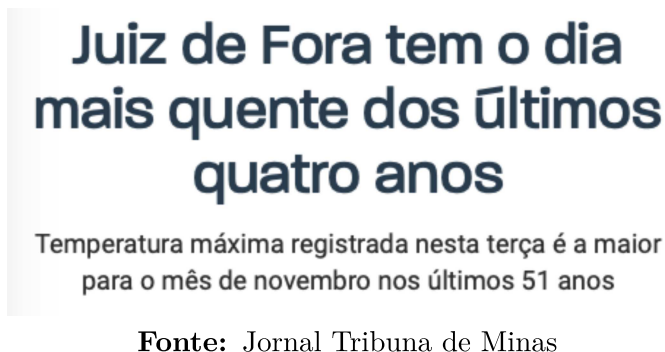 Juiz de Fora tem o dia
mais quente dos últimos
quatro anos
Temperatura máxima registrada nesta terça é a maior
para o mês de novembro nos últimos 51 anos
Fonte: Jornal Tribuna de Minas